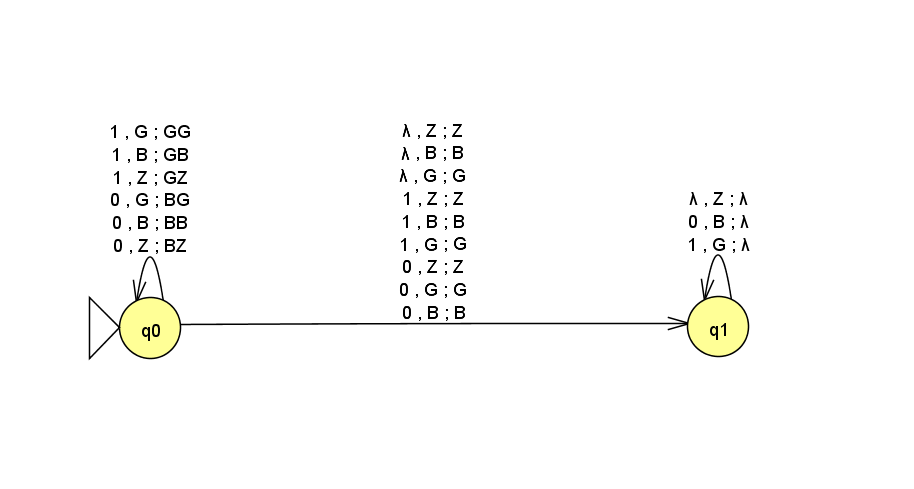 1 , G ; GG
1 , B ; GB
1 , Z ; GZ
0 , G ; BG
0 , B ; BB
0 , Z ; BZ
λ , Z ; Z
λ , B ; B
λ , G ; G
1 , Z ; Z
1 , B ; B
1 , G ; G
0 , Z ; Z
0 , G ; G
0 , B ; B
λ , Z ; λ
0 , B ; λ
1 , G ; λ
q0
q1